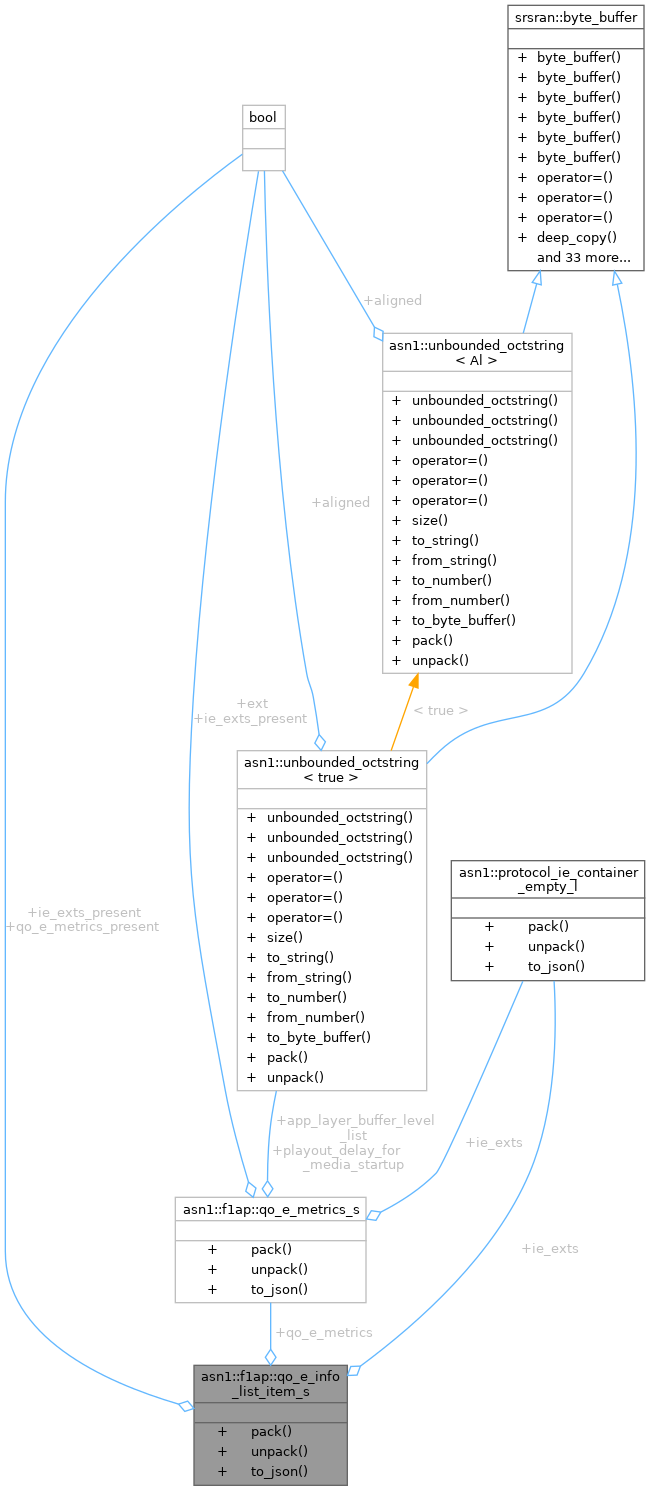 srsran::byte_buffer
+ byte_buffer()
+ byte_buffer()
+ byte_buffer()
+ byte_buffer()
+ byte_buffer()
+ byte_buffer()
+ operator=()
+ operator=()
+ operator=()
+ deep_copy()
and 33 more...
bool
+aligned
asn1::unbounded_octstring
< Al >
+ unbounded_octstring()
+ unbounded_octstring()
+ unbounded_octstring()
+ operator=()
+ operator=()
+ operator=()
+ size()
+ to_string()
+ from_string()
+ to_number()
+ from_number()
+ to_byte_buffer()
+ pack()
+ unpack()
+aligned
+ext
+ie_exts_present
< true >
asn1::unbounded_octstring
< true >
+ unbounded_octstring()
+ unbounded_octstring()
+ unbounded_octstring()
+ operator=()
+ operator=()
+ operator=()
+ size()
+ to_string()
+ from_string()
+ to_number()
+ from_number()
+ to_byte_buffer()
+ pack()
+ unpack()
asn1::protocol_ie_container
_empty_l
+ pack()
+ unpack()
+ to_json()
+ie_exts_present
+qo_e_metrics_present
+app_layer_buffer_level
_list
+playout_delay_for
_media_startup
+ie_exts
asn1::f1ap::qo_e_metrics_s
+ pack()
+ unpack()
+ to_json()
+ie_exts
+qo_e_metrics
asn1::f1ap::qo_e_info
_list_item_s
+ pack()
+ unpack()
+ to_json()